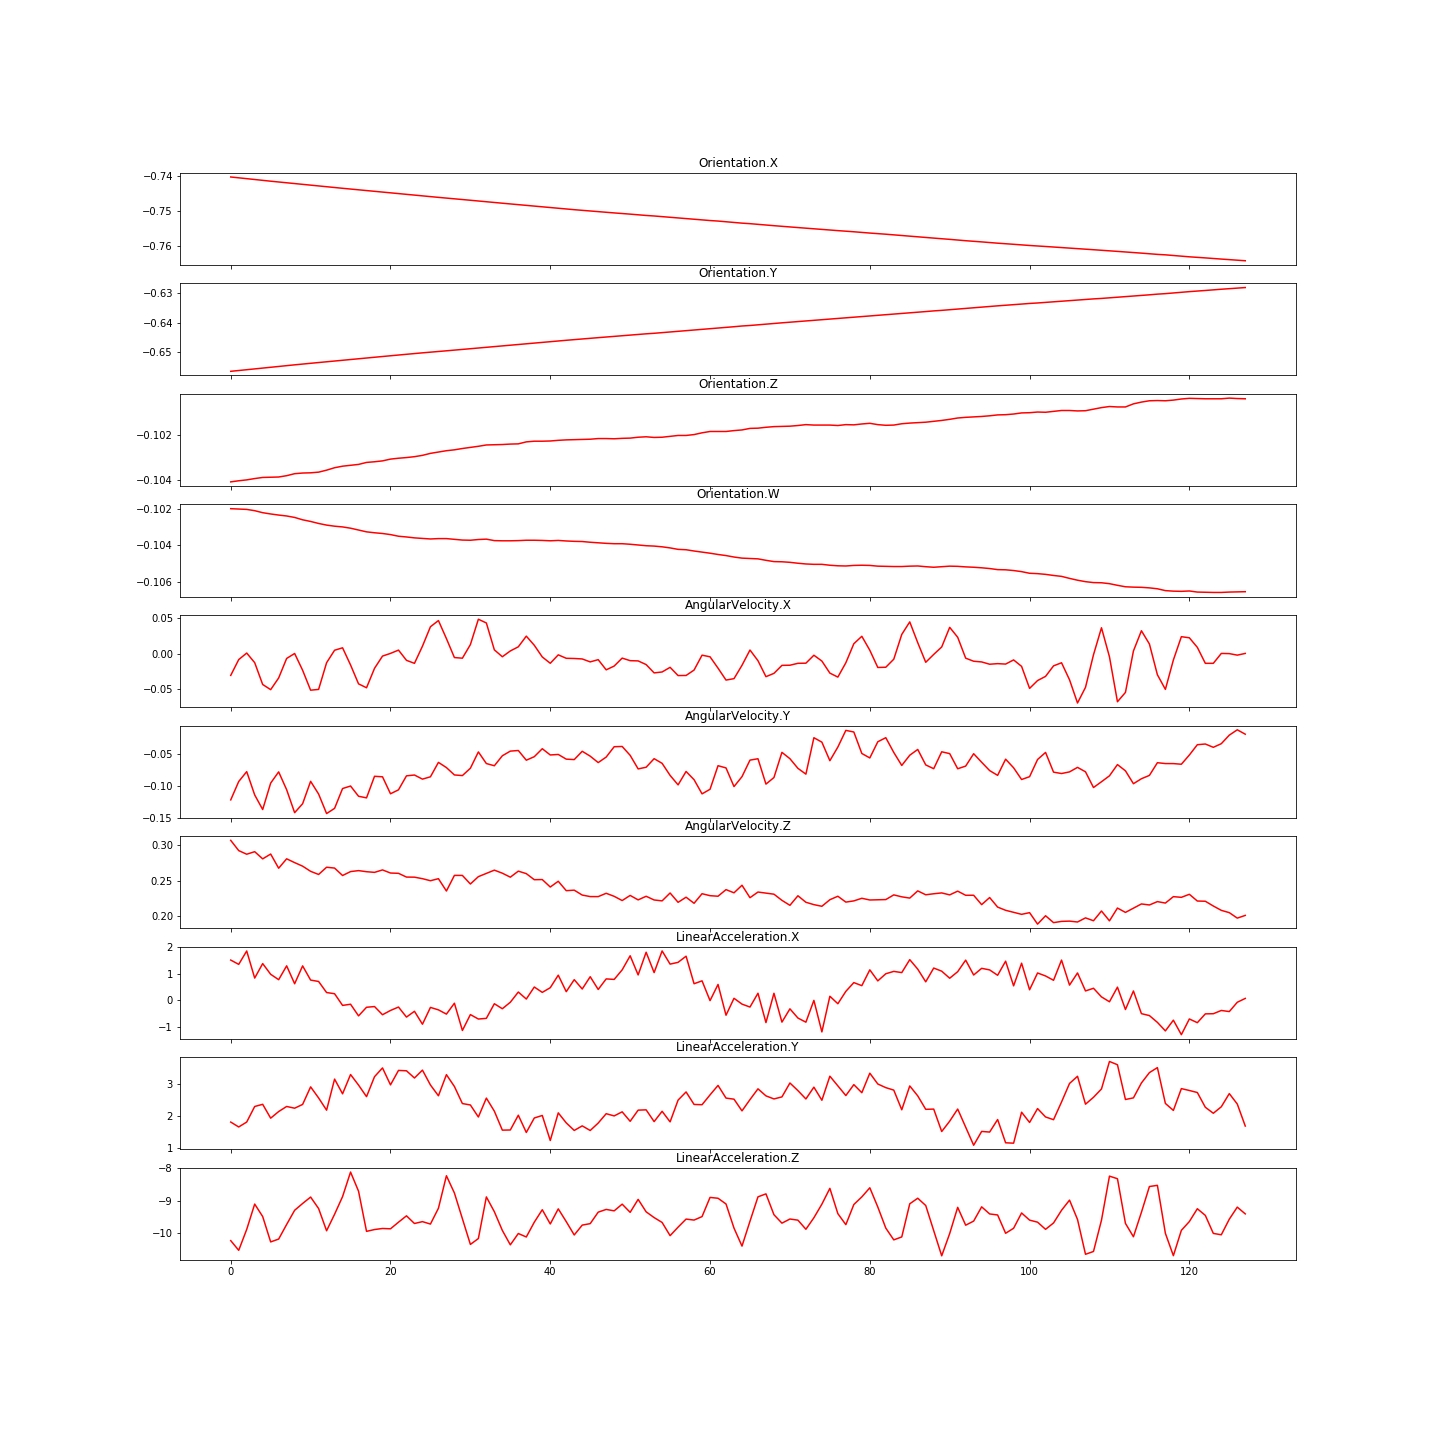 Orientation.X
−0.74
−0.75
−0.76
Orientation.Y
−0.63
−0.64
−0.65
Orientation.Z
−0.102
−0.104
Orientation.W
−0.102
−0.104
−0.106
AngularVelocity.X
0.05
0.00
−0.05
AngularVelocity.Y
−0.05
−0.10
−0.15
AngularVelocity.Z
0.30
0.25
0.20
LinearAcceleration.X
2
1
0
−1
LinearAcceleration.Y
3
2
1
LinearAcceleration.Z
−8
−9
−10
0 20 40 60 80 100 120